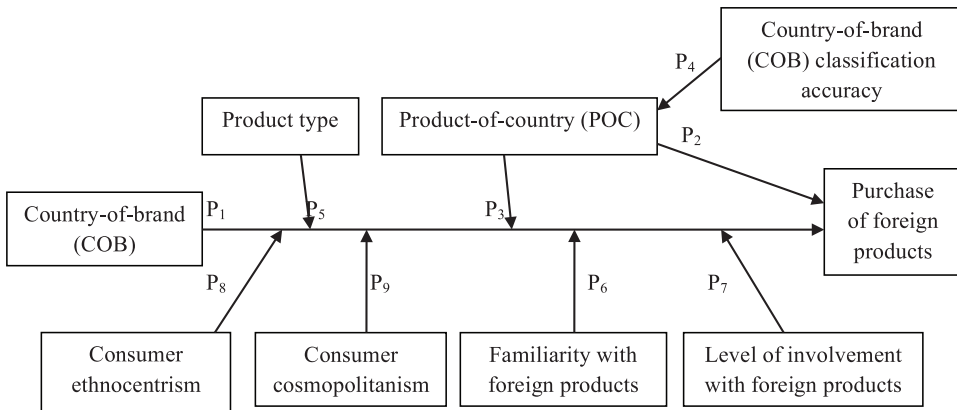 Country-of-brand
(COB) classification
accuracy
P4
Product type
Product-of-country (POC)
P2
Country-of-brand
(COB)
P1
P5
P3
Purchase
of foreign
products
P8
P9
P6
P7
Consumer
ethnocentrism
Consumer
cosmopolitanism
Familiarity with
foreign products
Level of involvement
with foreign products